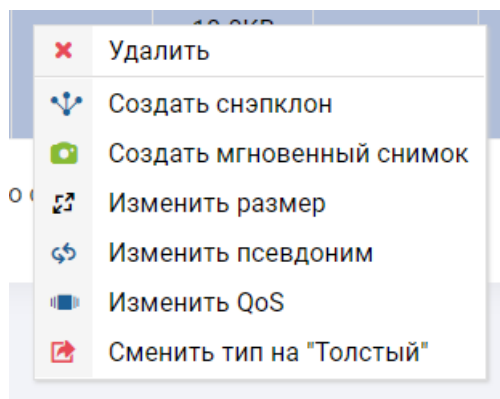 Удалить
Создать снэпклон
Создать мгновенный снимок
Изменить размер
Изменить псевдоним
Изменить QoS
Сменить тип на "Толстый"